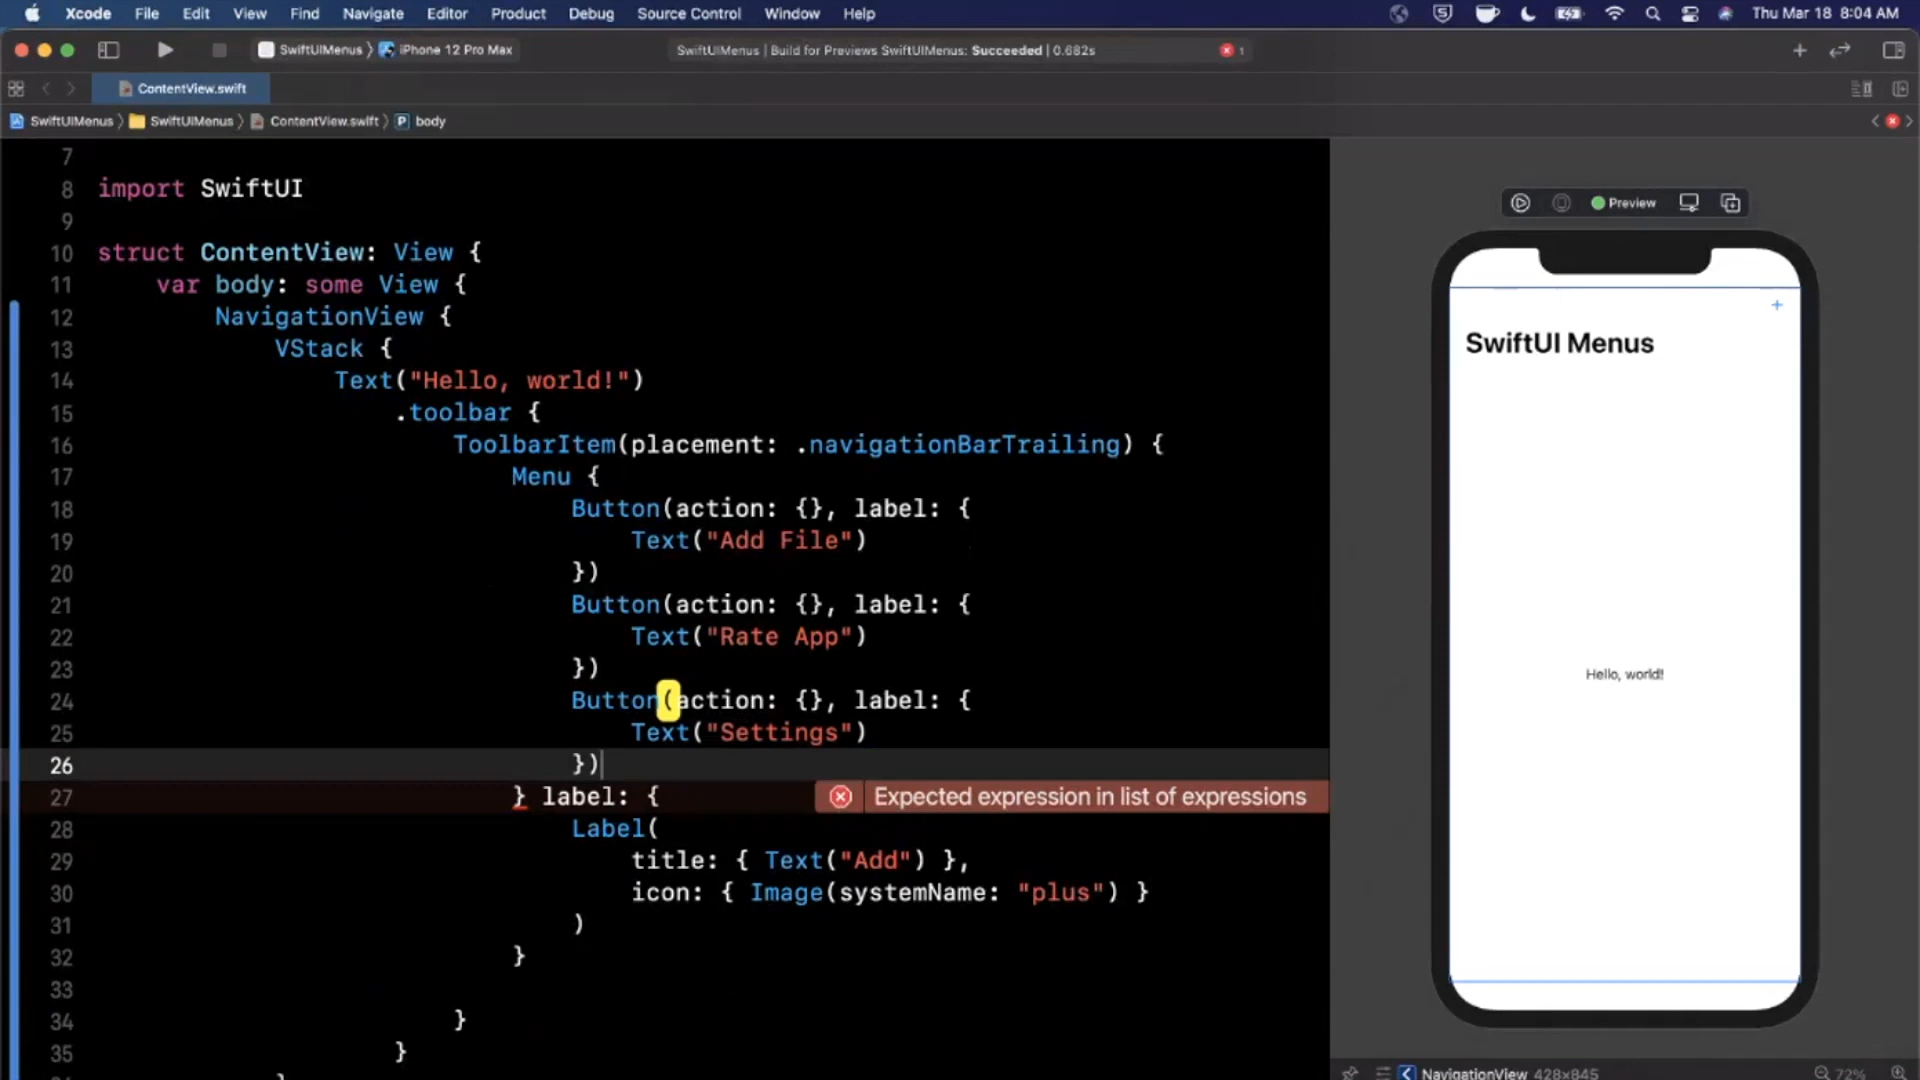 Xcode File Edit View Find Navigate Editor Product Debug Source Control Window Help Thu Mar 18 8:04 AM
SwiftUIMenus iPhone 12 Pro Max SwiftUIMenus | Build for Previews SwiftUIMenus: Succeeded | 0.682s 1
ContentView.swift
SwiftUIMenus SwiftUIMenus ContentView.swift P body
7
8 import SwiftUI
9
10 struct ContentView: View {
11 var body: some View {
12 NavigationView {
13 VStack {
14 Text("Hello, world!")
15 .toolbar {
16 ToolbarItem(placement: .navigationBarTrailing) {
17 Menu {
18 Button(action: {}, label: {
19 Text("Add File")
20 })
21 Button(action: {}, label: {
22 Text("Rate App")
23 })
24 Button(action: {}, label: {
25 Text("Settings")
26 })
27 } label: { Expected expression in list of expressions
28 Label(
29 title: { Text("Add") },
30 icon: { Image(systemName: "plus") }
31 )
32 }
33
34 }
35 }
}
Preview
SwiftUI Menus
Hello, world!
NavigationView 428×845 72%